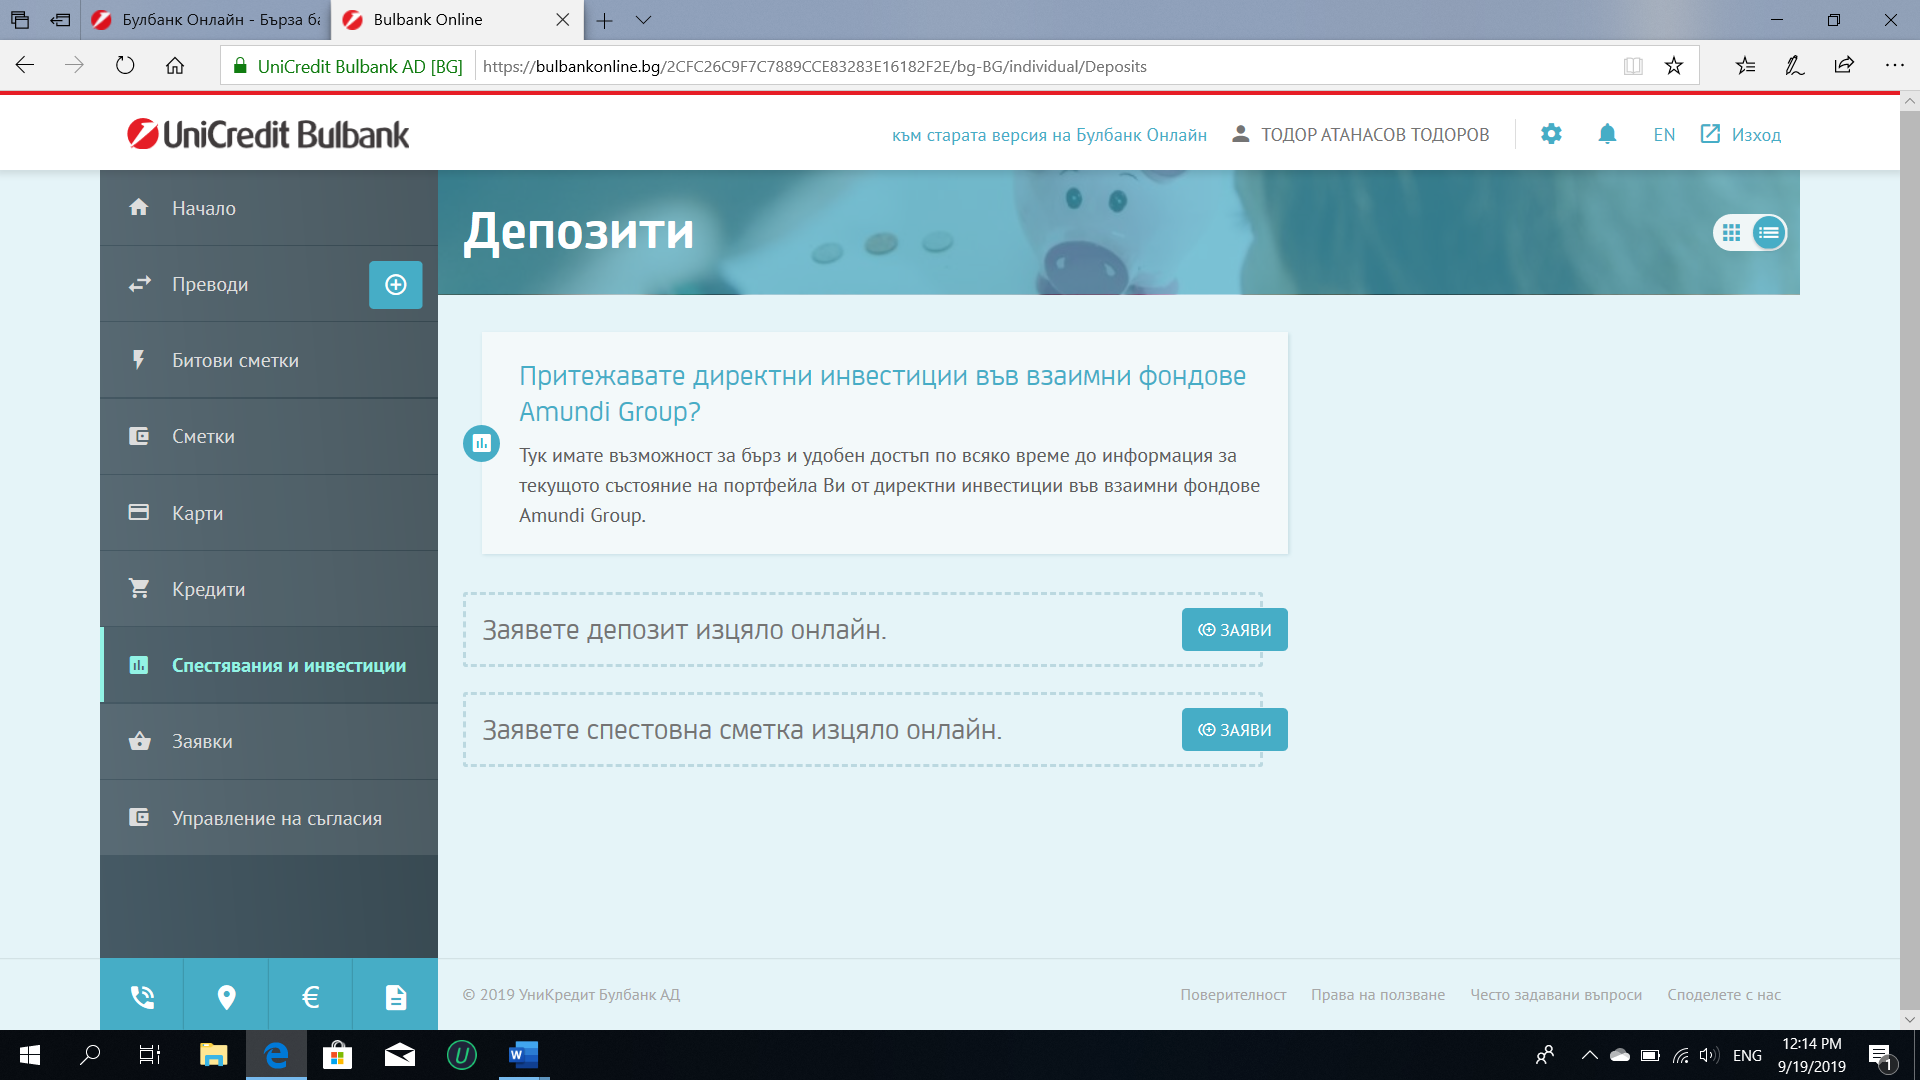 Булбанк Онлайн - Бърза ба
Bulbank Online
UniCredit Bulbank AD [BG]
https://bulbankonline.bg/2CFC26C9F7C7889CCE83283E16182F2E/bg-BG/individual/Deposits
UniCredit Bulbank
към старата версия на Булбанк Онлайн
ТОДОР АТАНАСОВ ТОДОРОВ
EN
Изход
Начало
Преводи
Битови сметки
Сметки
Карти
Кредити
Спестявания и инвестиции
Заявки
Управление на съгласия
Депозити
Притежавате директни инвестиции във взаимни фондове
Amundi Group?
Тук имате възможност за бърз и удобен достъп по всяко време до информация за
текущото състояние на портфейла Ви от директни инвестиции във взаимни фондове
Amundi Group.
Заявете депозит изцяло онлайн.
ЗАЯВИ
Заявете спестовна сметка изцяло онлайн.
ЗАЯВИ
© 2019 УниКредит Булбанк АД
Поверителност
Права на ползване
Често задавани въпроси
Споделете с нас
ENG
12:14 PM
9/19/2019
1